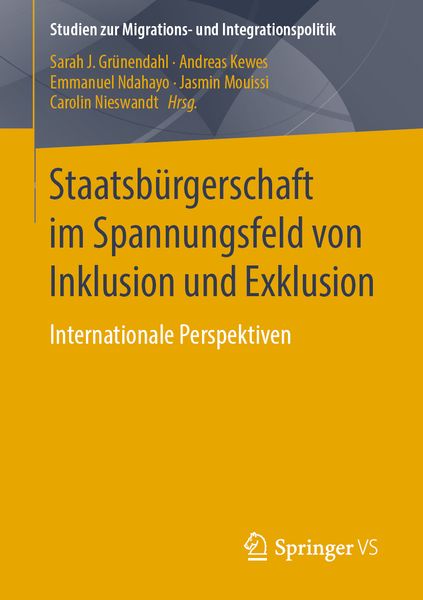 Studien zur Migrations- und Integrationspolitik
Sarah J. Grünendahl · Andreas Kewes
Emmanuel Ndahayo · Jasmin Mouissi
Carolin Nieswandt Hrsg.
Staatsbürgerschaft
im Spannungsfeld von
Inklusion und Exklusion
Internationale Perspektiven
Springer VS